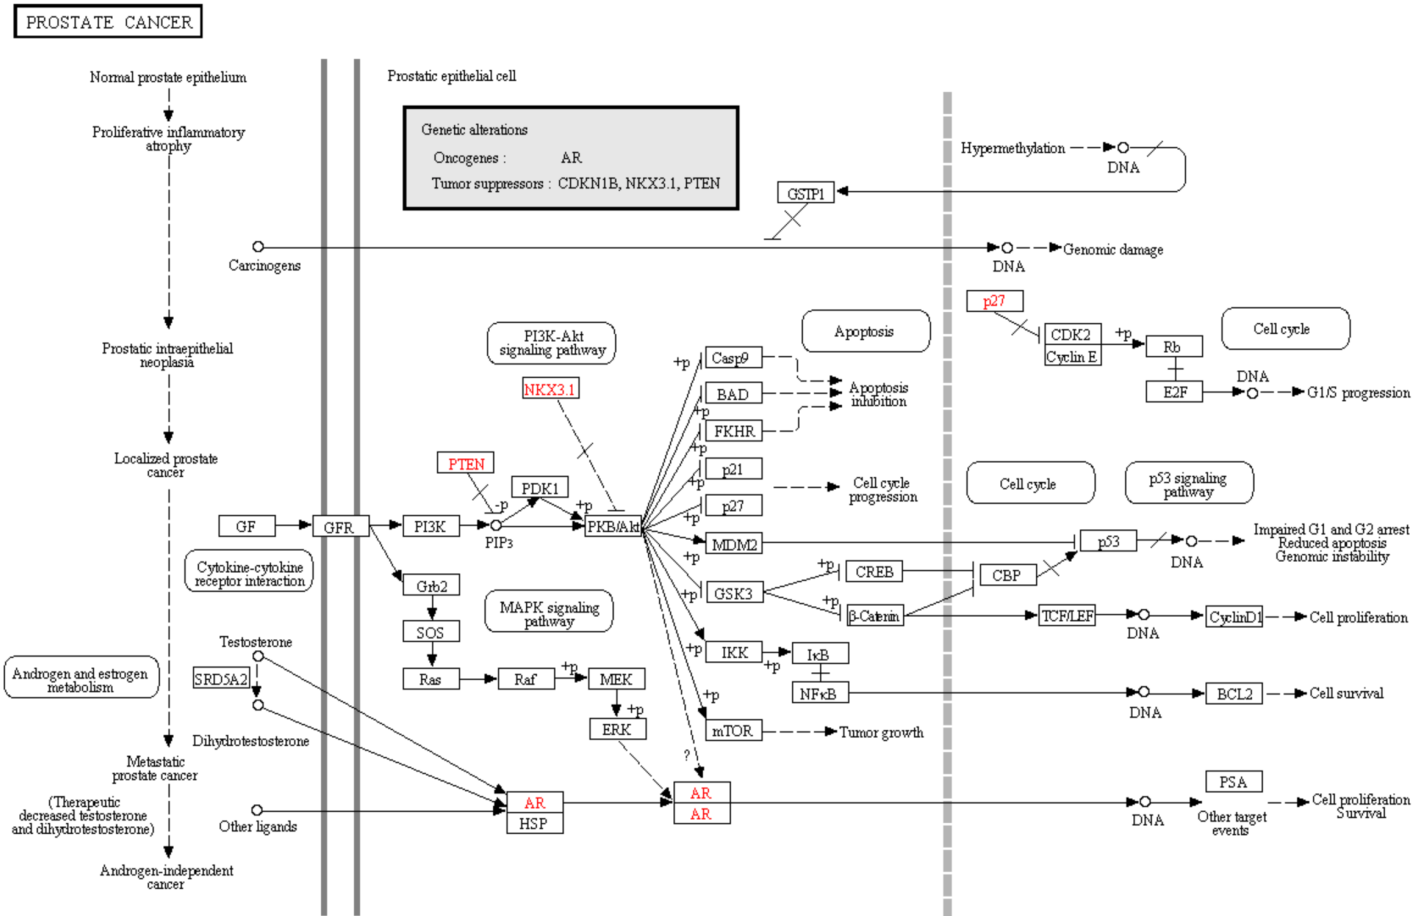 PROSTATE CANCER
Normal prostate epithelium
Proliferative inflammatory
atrophy
Prostatic intraepithelial
neoplasia
Localized prostate
cancer
Metastatic
prostate cancer
(Therapeutic
decreased testosterone
and dihydrotestosterone)
Androgen-independent
cancer
Prostatic epithelial cell
Genetic alterations
Oncogenes : AR
Tumor suppressors : CDKN1B, NKX3.1, PTEN
Hypermethylation
DNA
GSTP1
Carcinogens
DNA
Genomic damage
p27
CDK2
Cyclin E
+p
Rb
E2F
DNA
G1/S progression
Cell cycle
PI3K-Akt
signaling pathway
NKX3.1
PTEN
Apoptosis
+p
Casp9
BAD
+p
FKHR
+p
p21
+p
p27
+p
Apoptosis
inhibition
Cell cycle
progression
Cell cycle
p53 signaling
pathway
GF
GFR
PI3K
-p
PIP3
PDK1
+p
PKB/Akt
+p
MDM2
p53
DNA
Impaired G1 and G2 arrest
Reduced apoptosis
Genomic instability
Cytokine-cytokine
receptor interaction
Grb2
SOS
Ras
Raf
+p
MEK
+p
ERK
MAPK signaling
pathway
+p
GSK3
+p
CREB
CBP
+p
β-Catenin
TCF/LEF
DNA
CyclinD1
Cell proliferation
+p
IKK
+p
IκB
NFκB
DNA
BCL2
Cell survival
+p
mTOR
Tumor growth
?
Androgen and estrogen
metabolism
Testosterone
SRD5A2
Dihydrotestosterone
Other ligands
AR
HSP
AR
AR
DNA
PSA
Other target
events
Cell proliferation
Survival